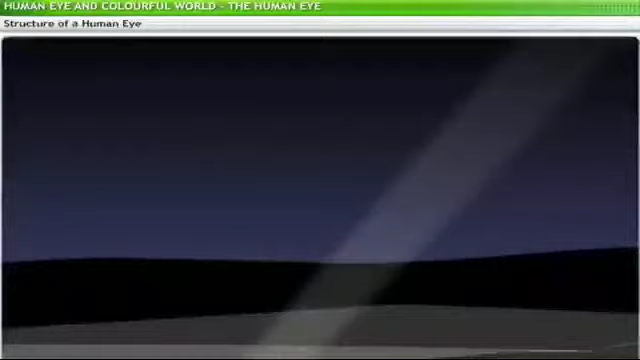 HUMAN EYE AND COLOURFUL WORLD - THE HUMAN EYE
Structure of a Human Eye